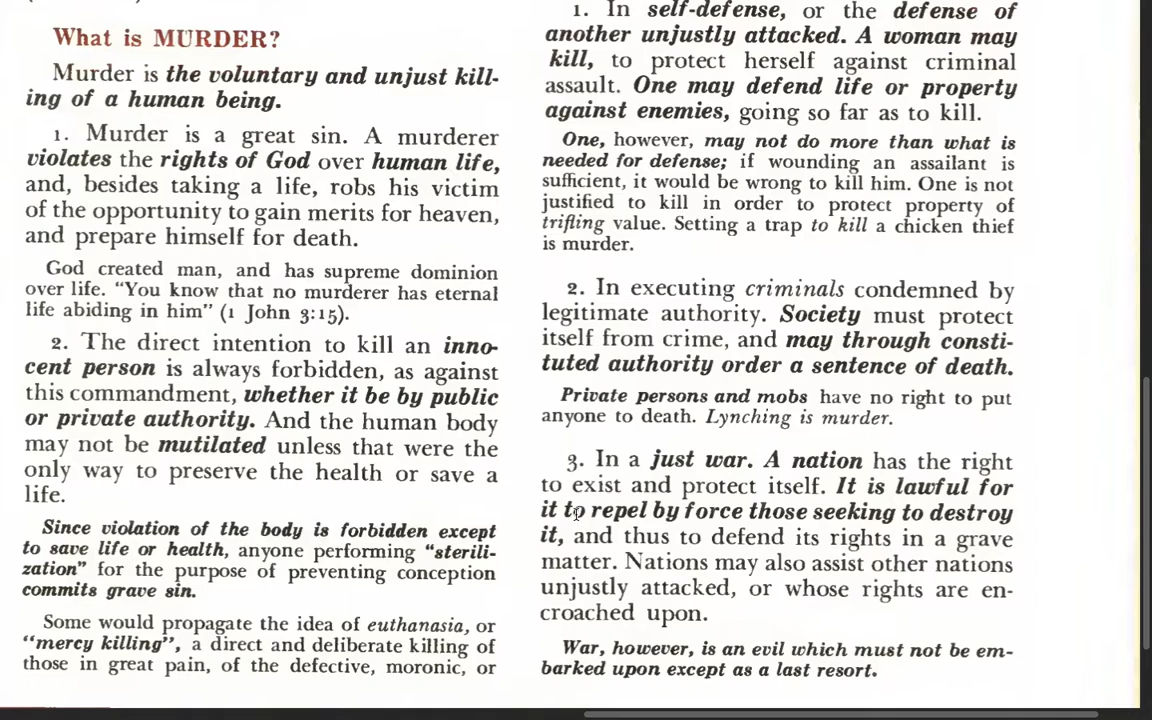 What is MURDER?
Murder is the voluntary and unjust kill-
ing of a human being.
1. Murder is a great sin. A murderer
violates the rights of God over human life,
and, besides taking a life, robs his victim
of the opportunity to gain merits for heaven,
and prepare himself for death.
God created man, and has supreme dominion
over life. “You know that no murderer has eternal
life abiding in him” (1 John 3:15).
2. The direct intention to kill an inno-
cent person is always forbidden, as against
this commandment, whether it be by public
or private authority. And the human body
may not be mutilated unless that were the
only way to preserve the health or save a
life.
Since violation of the body is forbidden except
to save life or health, anyone performing “sterili-
zation” for the purpose of preventing conception
commits grave sin.
Some would propagate the idea of euthanasia, or
“mercy killing”, a direct and deliberate killing of
those in great pain, of the defective, moronic, or
1. In self-defense, or the defense of
another unjustly attacked. A woman may
kill, to protect herself against criminal
assault. One may defend life or property
against enemies, going so far as to kill.
One, however, may not do more than what is
needed for defense; if wounding an assailant is
sufficient, it would be wrong to kill him. One is not
justified to kill in order to protect property of
trifling value. Setting a trap to kill a chicken thief
is murder.
2. In executing criminals condemned by
legitimate authority. Society must protect
itself from crime, and may through consti-
tuted authority order a sentence of death.
Private persons and mobs have no right to put
anyone to death. Lynching is murder.
3. In a just war. A nation has the right
to exist and protect itself. It is lawful for
it to repel by force those seeking to destroy
it, and thus to defend its rights in a grave
matter. Nations may also assist other nations
unjustly attacked, or whose rights are en-
croached upon.
War, however, is an evil which must not be em-
barked upon except as a last resort.